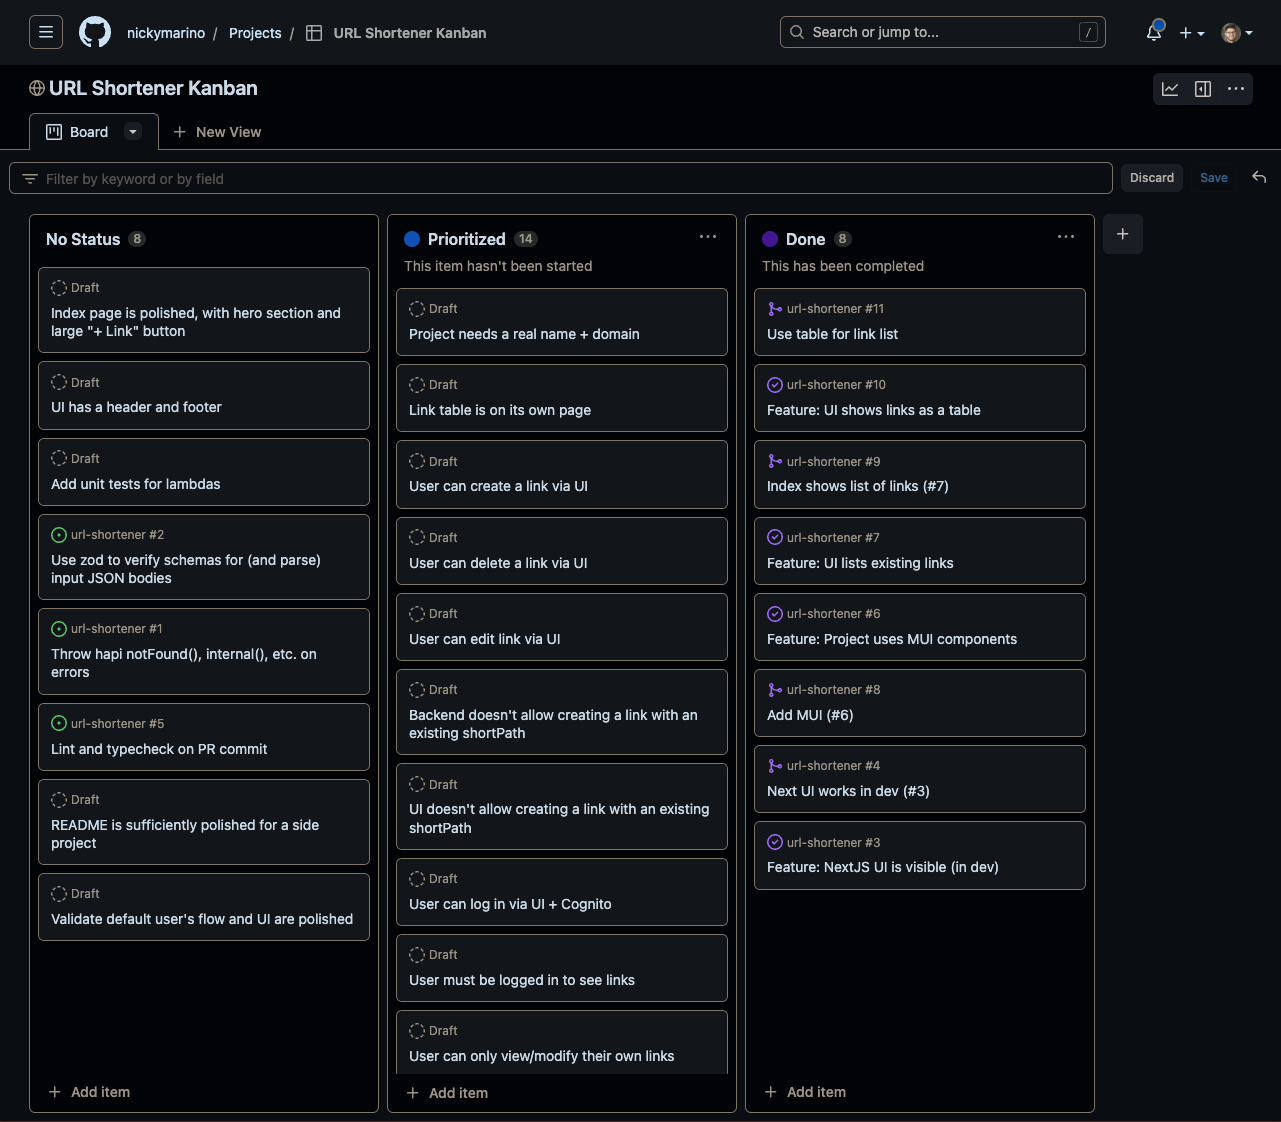 nickymarino / Projects / URL Shortener Kanban
Search or jump to... /
URL Shortener Kanban
Board
New View
Filter by keyword or by field
Discard
Save
No Status 8
Draft
Index page is polished, with hero section and
large "+ Link" button
Draft
UI has a header and footer
Draft
Add unit tests for lambdas
url-shortener #2
Use zod to verify schemas for (and parse)
input JSON bodies
url-shortener #1
Throw hapi notFound(), internal(), etc. on
errors
url-shortener #5
Lint and typecheck on PR commit
Draft
README is sufficiently polished for a side
project
Draft
Validate default user's flow and UI are polished
+ Add item
Prioritized 14
This item hasn't been started
Draft
Project needs a real name + domain
Draft
Link table is on its own page
Draft
User can create a link via UI
Draft
User can delete a link via UI
Draft
User can edit link via UI
Draft
Backend doesn't allow creating a link with an
existing shortPath
Draft
UI doesn't allow creating a link with an existing
shortPath
Draft
User can log in via UI + Cognito
Draft
User must be logged in to see links
Draft
User can only view/modify their own links
+ Add item
Done 8
This has been completed
url-shortener #11
Use table for link list
url-shortener #10
Feature: UI shows links as a table
url-shortener #9
Index shows list of links (#7)
url-shortener #7
Feature: UI lists existing links
url-shortener #6
Feature: Project uses MUI components
url-shortener #8
Add MUI (#6)
url-shortener #4
Next UI works in dev (#3)
url-shortener #3
Feature: NextJS UI is visible (in dev)
+ Add item